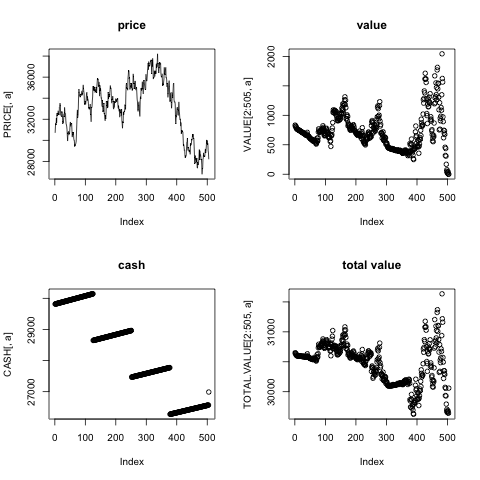 price
PRICE[, a]
28000 32000 36000
0 100 200 300 400 500
Index
value
VALUE[2:505, a]
0 500 1000 2000
0 100 200 300 400 500
Index
cash
CASH[, a]
27000 29000
0 100 200 300 400 500
Index
total value
TOTAL.VALUE[2:505, a]
30000 31000
0 100 200 300 400 500
Index